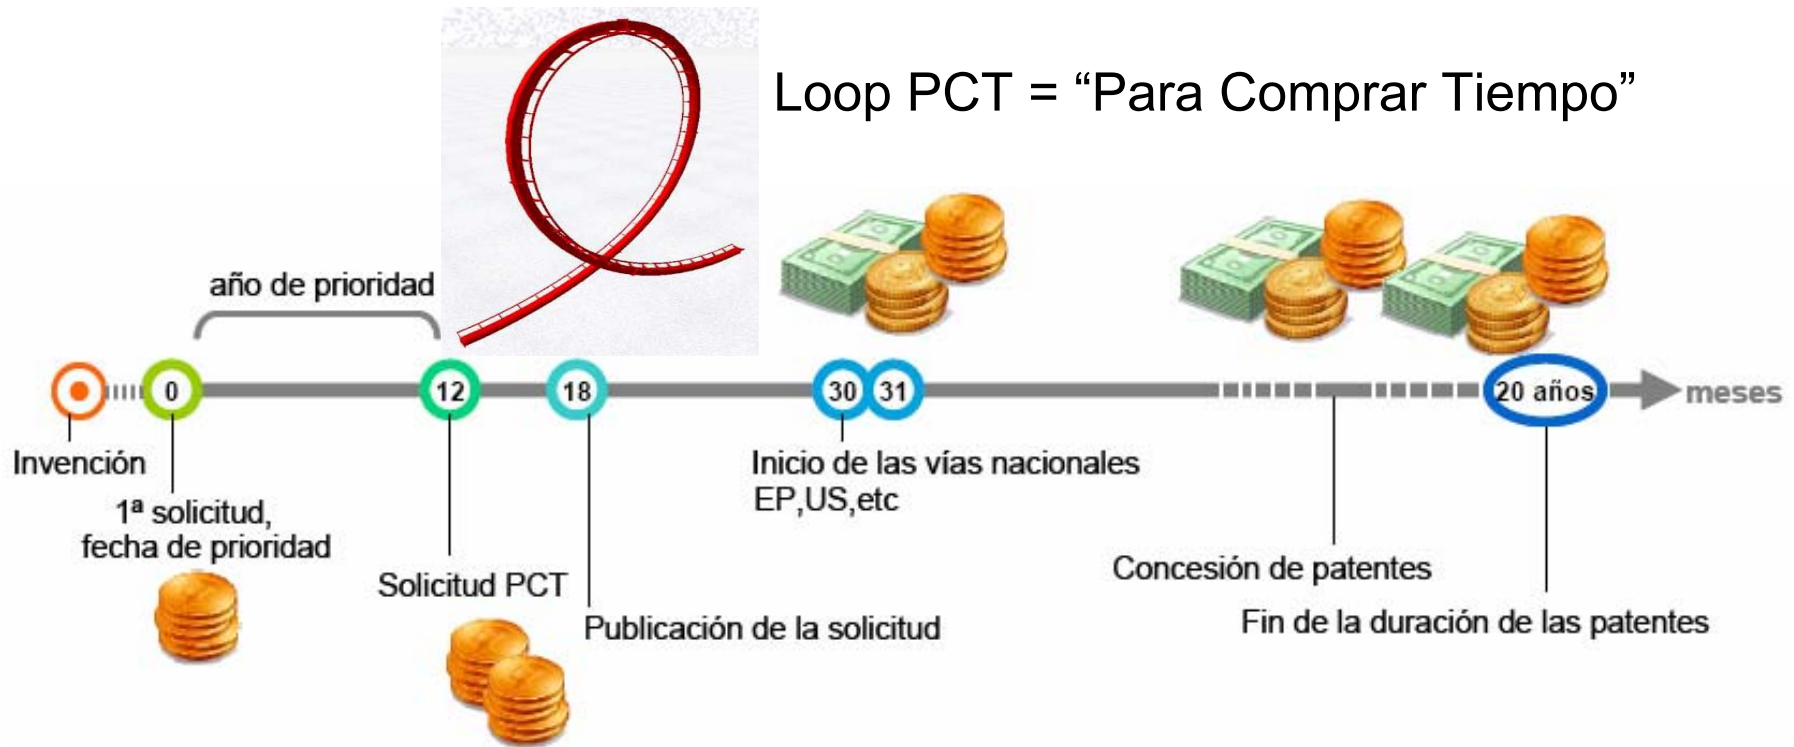 Loop PCT = “Para Comprar Tiempo”
año de prioridad
0
12
18
30
31
20 años
meses
Invención
1ª solicitud,
fecha de prioridad
Solicitud PCT
Publicación de la solicitud
Inicio de las vías nacionales
EP,US,etc
Concesión de patentes
Fin de la duración de las patentes